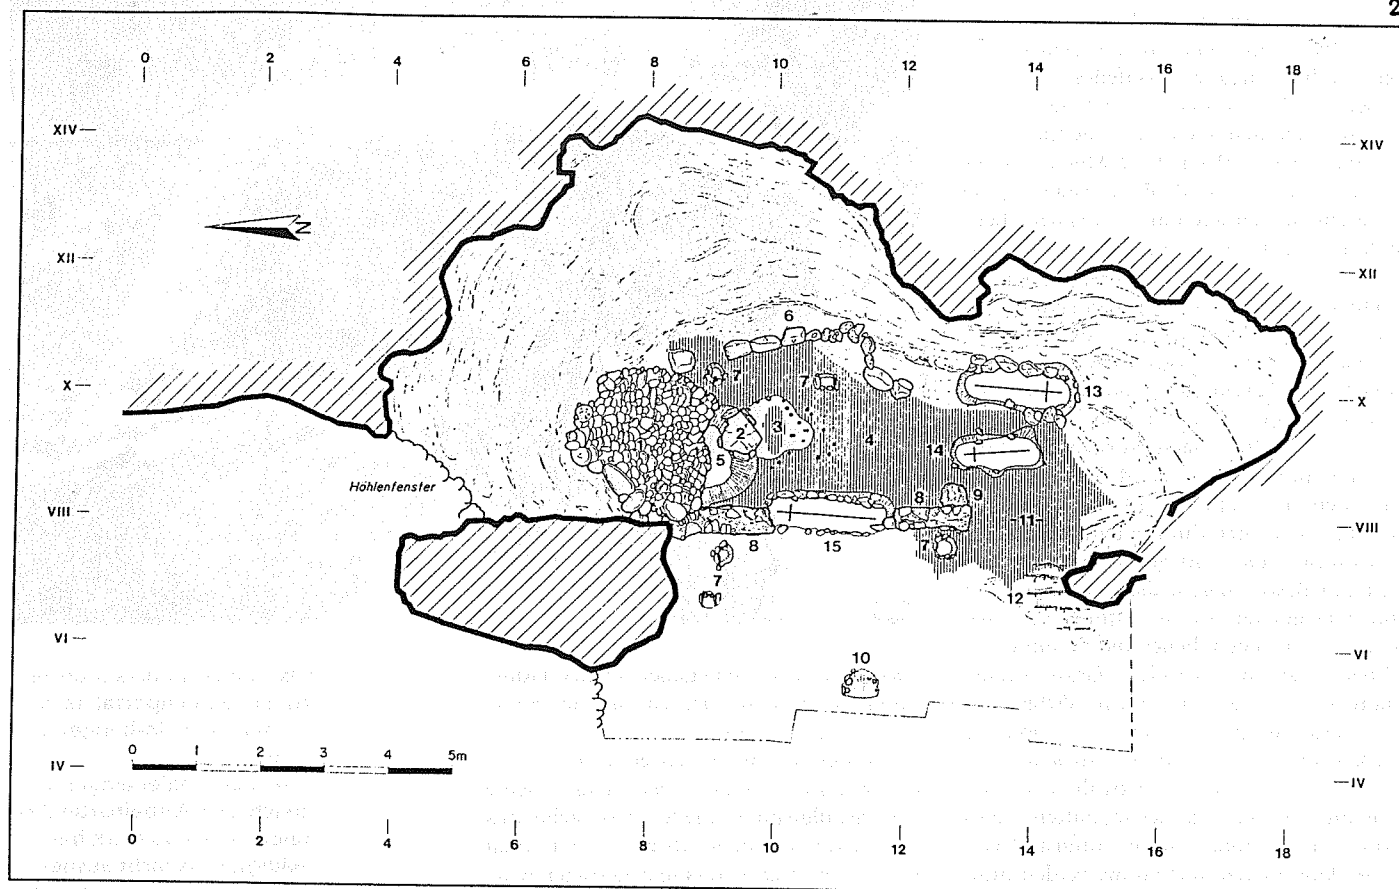 2
0 2 4 6 8 10 12 14 16 18
XIV XIV
N
XII XII
6
X 7 7 13 X
2 3 4 14
5
Höhlenfenster
VIII 8 9 11 VIII
8 15 7
7 12
VI 10 VI
0 1 2 3 4 5m
IV IV
0 2 4 6 8 10 12 14 16 18